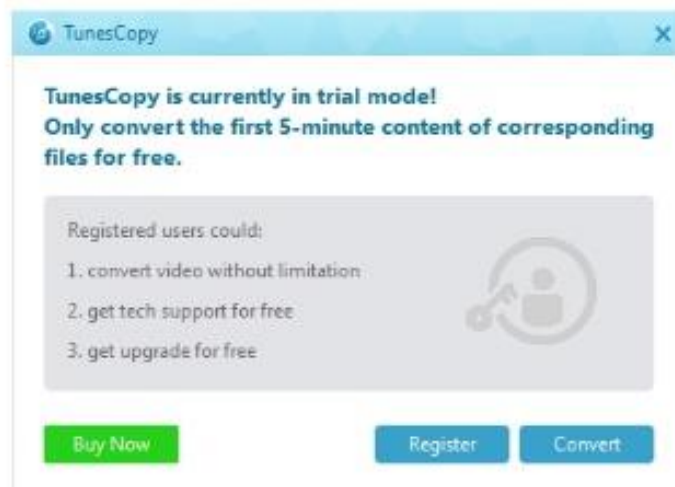 TunesCopy
TunesCopy is currently in trial mode!
Only convert the first 5-minute content of corresponding
files for free.
Registered users could:
1. convert video without limitation
2. get tech support for free
3. get upgrade for free
Buy Now
Register
Convert